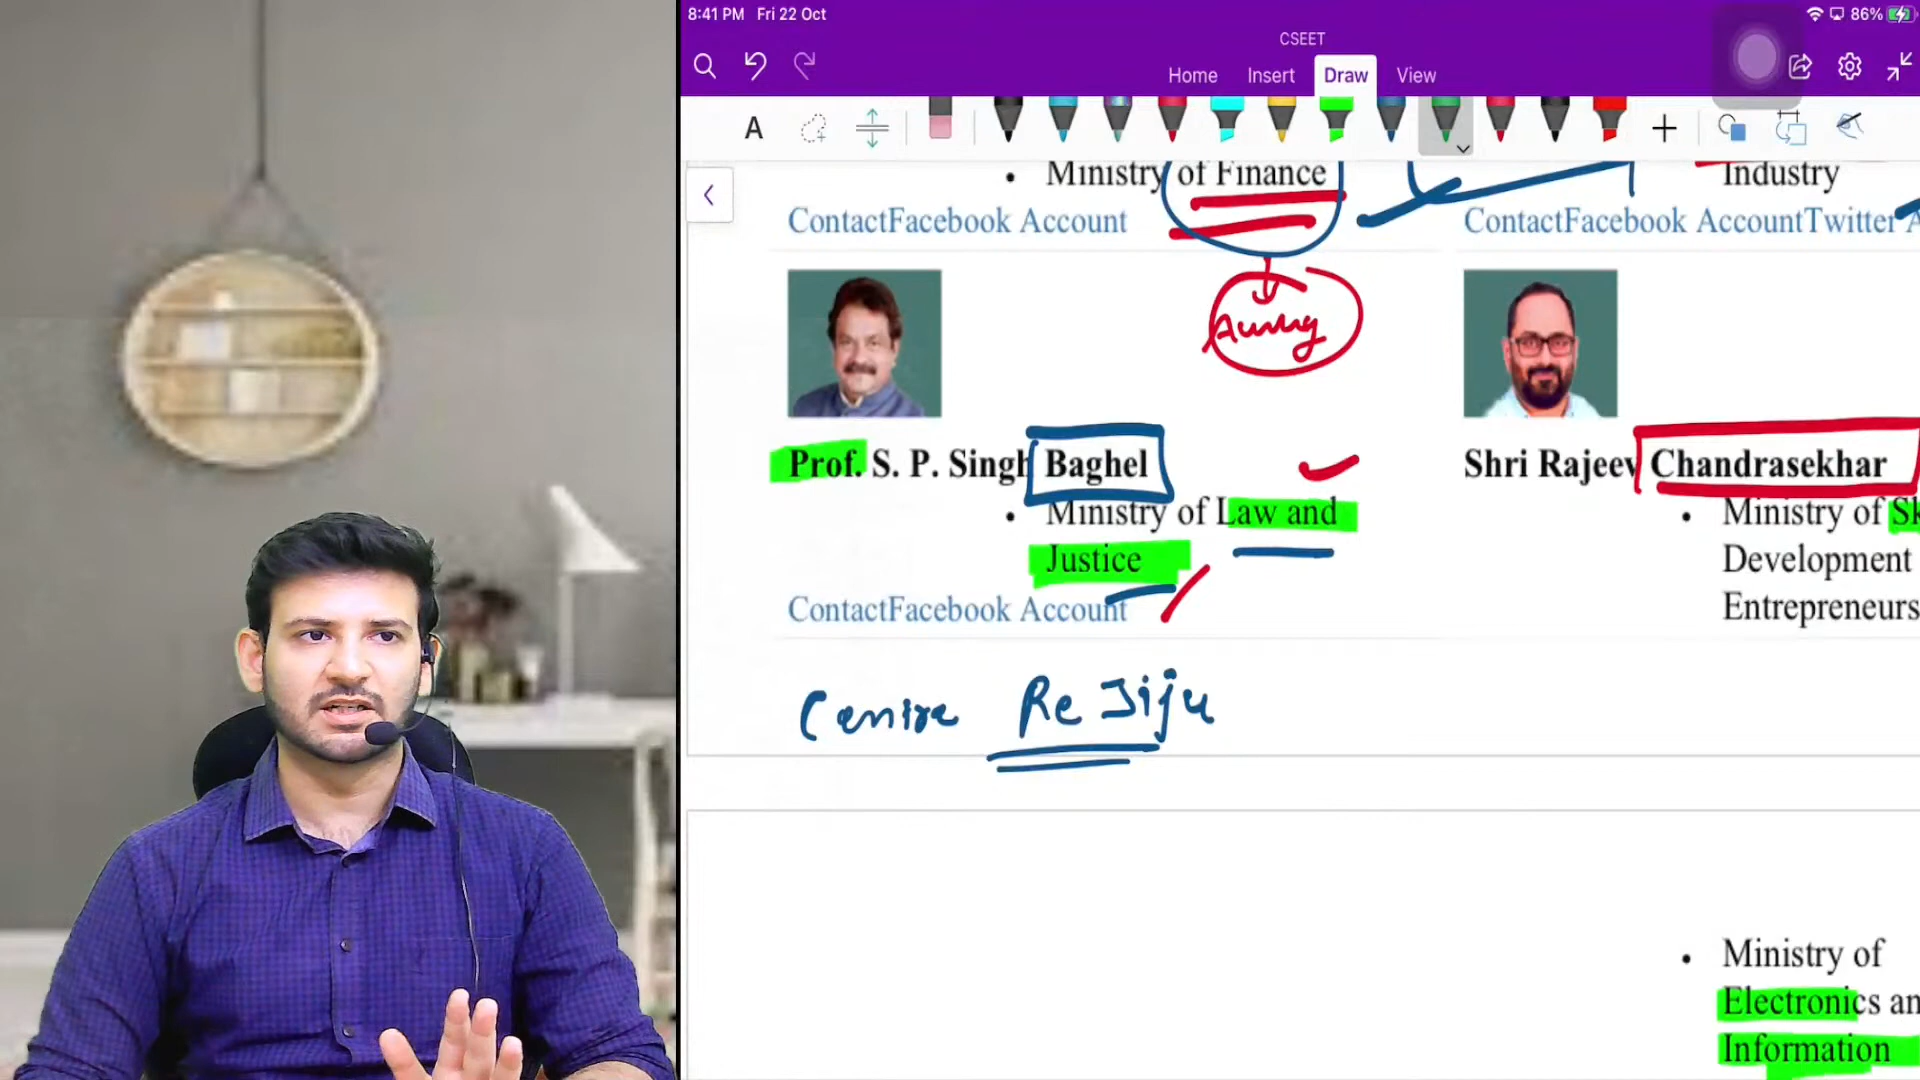 8:41 PM Fri 22 Oct
86%
CSEET
Home Insert Draw View
A
• Ministry of Finance
ContactFacebook Account
Industry
ContactFacebook AccountTwitter A
Prof. S. P. Singh Baghel
• Ministry of Law and
Justice
ContactFacebook Account
Shri Rajeev Chandrasekhar
• Ministry of Sk
Development
Entrepreneurs
Centre ReJiju
• Ministry of
Electronics an
Information